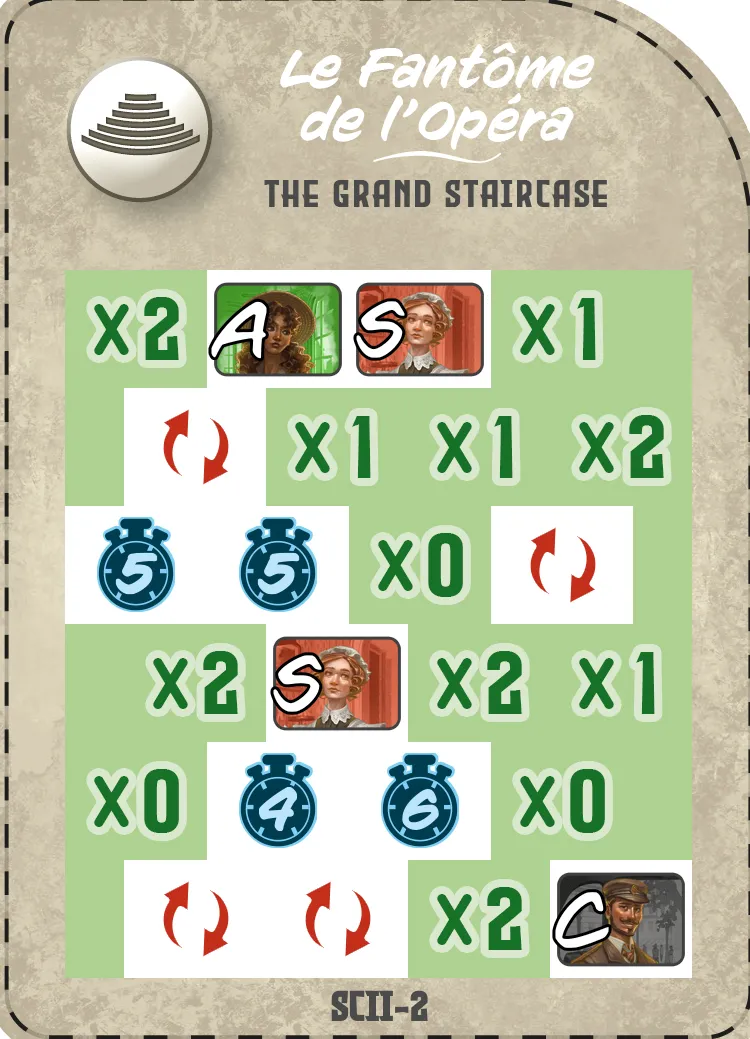 Le Fantôme
de l'Opéra
THE GRAND STAIRCASE
x2 A S x1
x1 x1 x2
5 5 x0
x2 S x2 x1
x0 4 6 x0
x2 C
SCII-2